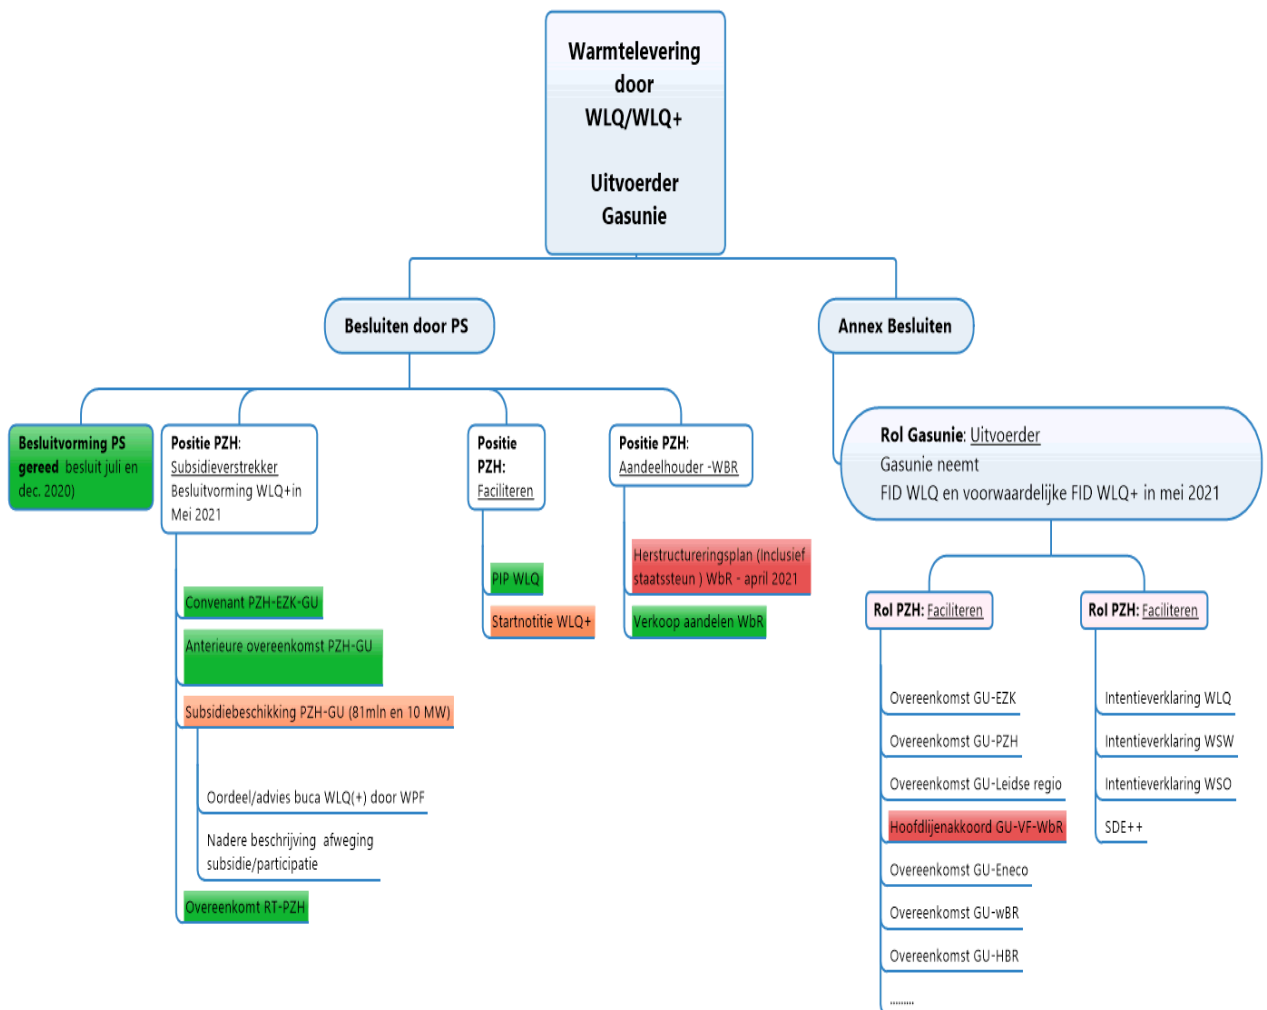 Warmtelevering
door
WLQ/WLQ+
Uitvoerder
Gasunie
Besluiten door PS
Annex Besluiten
Besluitvorming PS
gereed besluit juli en
dec. 2020)
Positie PZH:
Subsidieverstrekker
Besluitvorming WLQ+in
Mei 2021
Convenant PZH-EZK-GU
Anterieure overeenkomst PZH-GU
Subsidiebeschikking PZH-GU (81mln en 10 MW)
Oordeel/advies buca WLQ(+) door WPF
Nadere beschrijving afweging
subsidie/participatie
Overeenkomt RT-PZH
Positie
PZH:
Faciliteren
PIP WLQ
Startnotitie WLQ+
Positie PZH:
Aandeelhouder -WBR
Herstructureringsplan (Inclusief
staatssteun ) WbR - april 2021
Verkoop aandelen WbR
Rol Gasunie: Uitvoerder
Gasunie neemt
FID WLQ en voorwaardelijke FID WLQ+ in mei 2021
Rol PZH: Faciliteren
Overeenkomst GU-EZK
Overeenkomst GU-PZH
Overeenkomst GU-Leidse regio
Hoofdlijenakkoord GU-VF-WbR
Overeenkomst GU-Eneco
Overeenkomst GU-wBR
Overeenkomst GU-HBR
.........
Rol PZH: Faciliteren
Intentieverklaring WLQ
Intentieverklaring WSW
Intentieverklaring WSO
SDE++